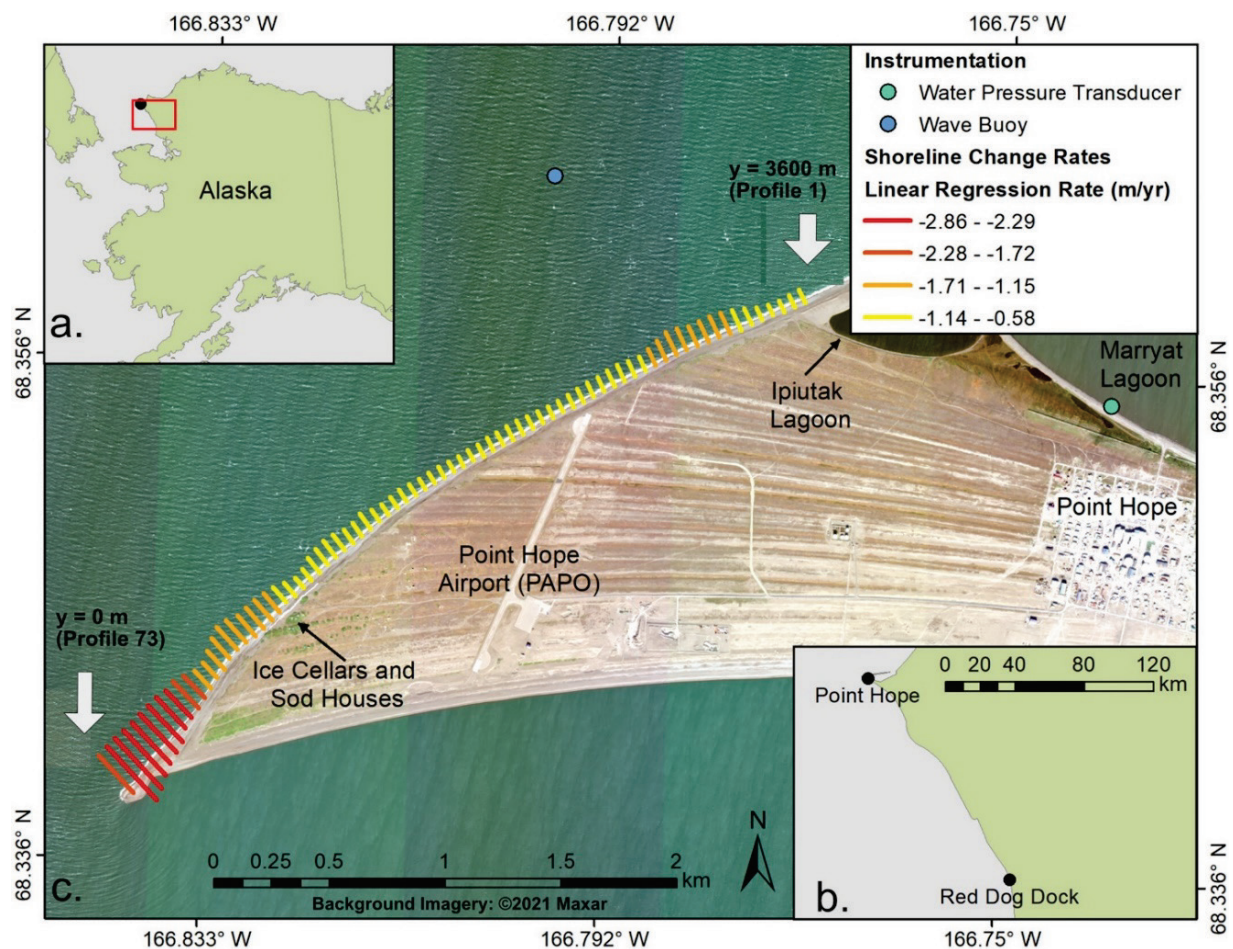 166.833° W
166.792° W
166.75° W
Alaska
a.
Instrumentation
Water Pressure Transducer
Wave Buoy
Shoreline Change Rates
Linear Regression Rate (m/yr)
-2.86 - -2.29
-2.28 - -1.72
-1.71 - -1.15
-1.14 - -0.58
y = 3600 m
(Profile 1)
68.356° N
68.356° N
Marryat
Lagoon
Ipiutak
Lagoon
Point Hope
Point Hope
Airport (PAPO)
y = 0 m
(Profile 73)
Ice Cellars and
Sod Houses
0 20 40 80 120
km
Point Hope
Red Dog Dock
b.
N
0 0.25 0.5 1 1.5 2
km
Background Imagery: ©2021 Maxar
c.
68.336° N
68.336° N
166.833° W
166.792° W
166.75° W